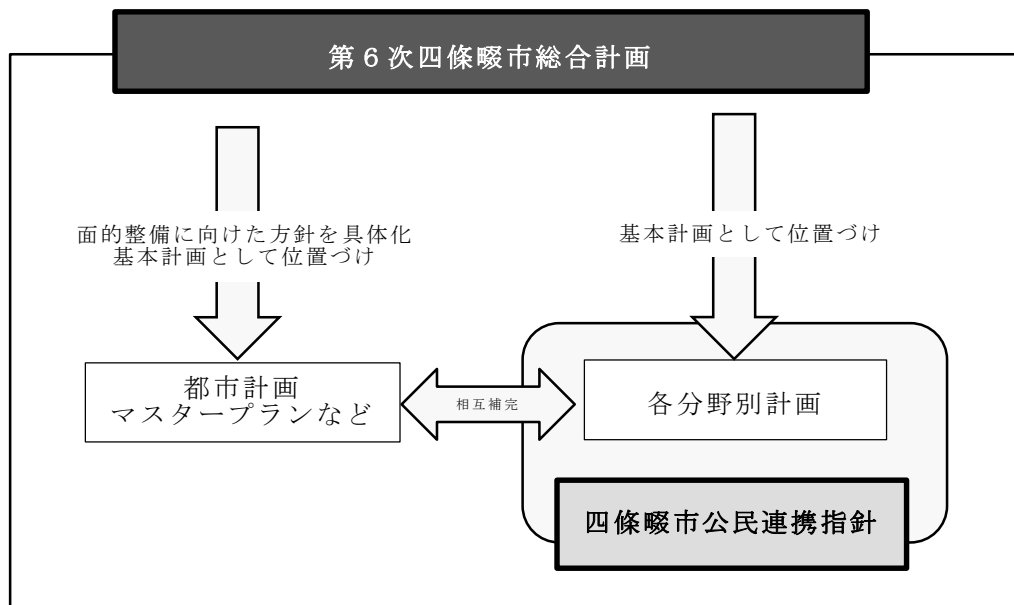 第６次四條畷市総合計画
面的整備に向けた方針を具体化
基本計画として位置づけ
基本計画として位置づけ
都市計画
マスタープランなど
相互補完
各分野別計画
四條畷市公民連携指針